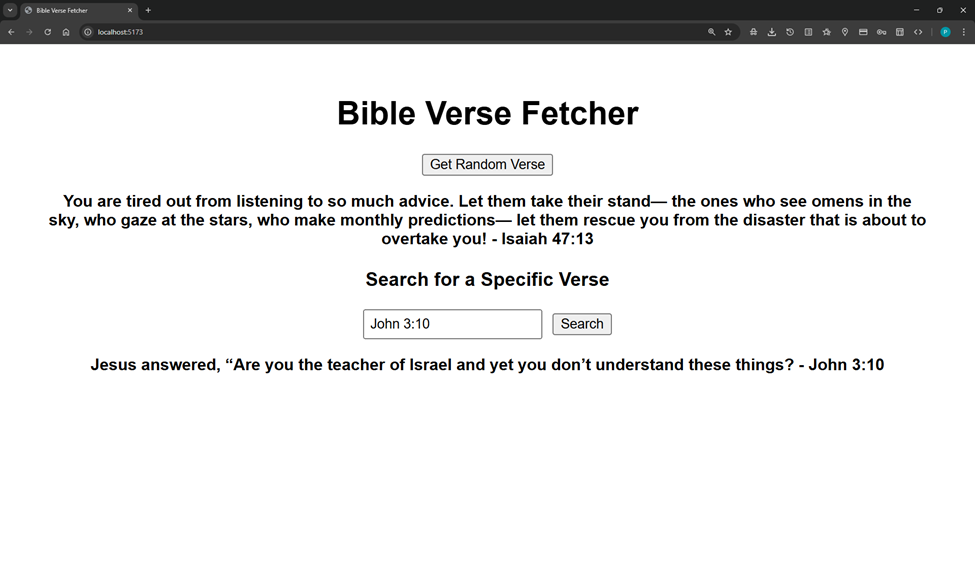 Bible Verse Fetcher
localhost:5173
P
Bible Verse Fetcher
Get Random Verse
You are tired out from listening to so much advice. Let them take their stand— the ones who see omens in the
sky, who gaze at the stars, who make monthly predictions— let them rescue you from the disaster that is about to
overtake you! - Isaiah 47:13
Search for a Specific Verse
John 3:10 Search
Jesus answered, “Are you the teacher of Israel and yet you don’t understand these things? - John 3:10